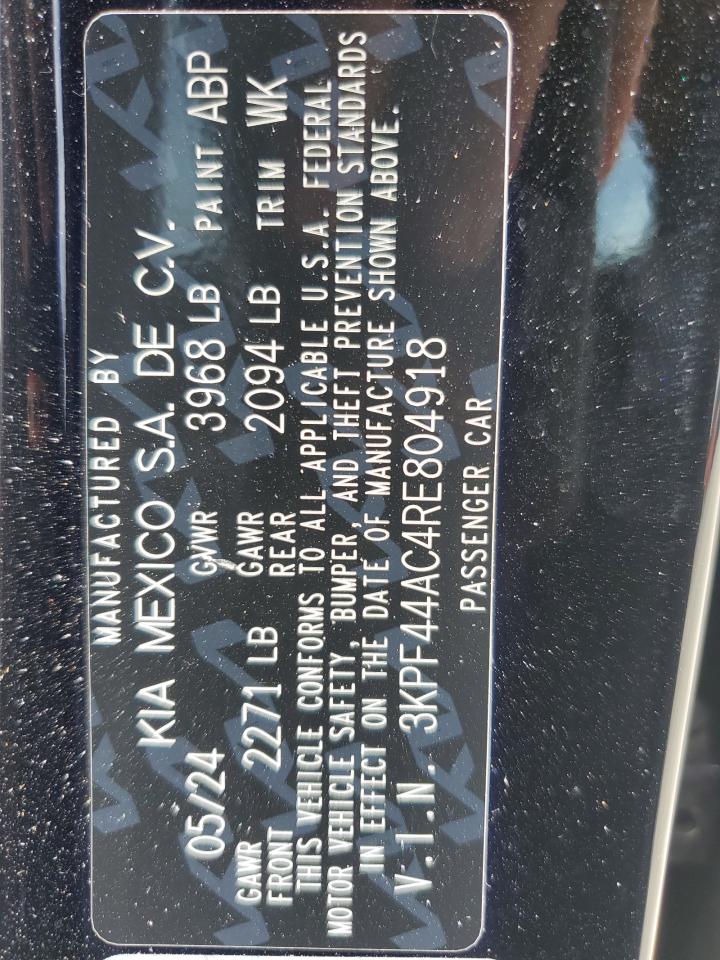 MANUFACTURED BY
KIA MEXICO S.A. DE C.V.
05/24 GVWR 3968 LB PAINT ABP
GAWR FRONT 2271 LB GAWR REAR 2094 LB TRIM WK
THIS VEHICLE CONFORMS TO ALL APPLICABLE U.S.A. FEDERAL
MOTOR VEHICLE SAFETY, BUMPER, AND THEFT PREVENTION STANDARDS
IN EFFECT ON THE DATE OF MANUFACTURE SHOWN ABOVE.
V.I.N. 3KPF44AC4RE804918
PASSENGER CAR